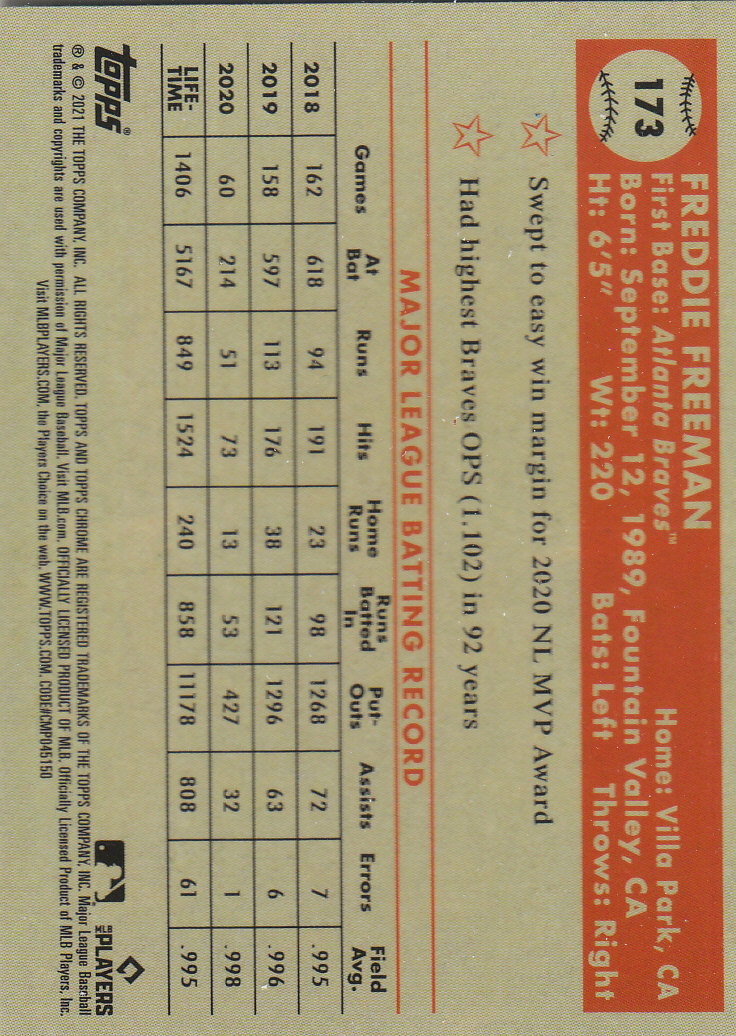 173
FREDDIE FREEMAN
First Base: Atlanta Braves™ Home: Villa Park, CA
Born: September 12, 1989, Fountain Valley, CA
Ht: 6'5" Wt: 220 Bats: Left Throws: Right
Swept to easy win margin for 2020 NL MVP Award
Had highest Braves OPS (1.102) in 92 years
MAJOR LEAGUE BATTING RECORD
Games At Bat Runs Hits Home Runs Runs Batted In Put-Outs Assists Errors Field Avg.
2018 162 618 94 191 23 98 1268 72 7 .995
2019 158 597 113 176 38 121 1296 63 6 .996
2020 60 214 51 73 13 53 427 32 1 .998
LIFE-TIME 1406 5167 849 1524 240 858 11178 808 61 .995
topps®
MLB PLAYERS
® & © 2021 THE TOPPS COMPANY, INC. ALL RIGHTS RESERVED. TOPPS AND TOPPS CHROME ARE REGISTERED TRADEMARKS OF THE TOPPS COMPANY, INC. Major League Baseball
trademarks and copyrights are used with permission of Major League Baseball. Visit MLB.com. OFFICIALLY LICENSED PRODUCT OF MLB. Officially Licensed Product of MLB Players, Inc.
Visit MLBPLAYERS.COM, the Players Choice on the web. WWW.TOPPS.COM. CODE#CMP045150